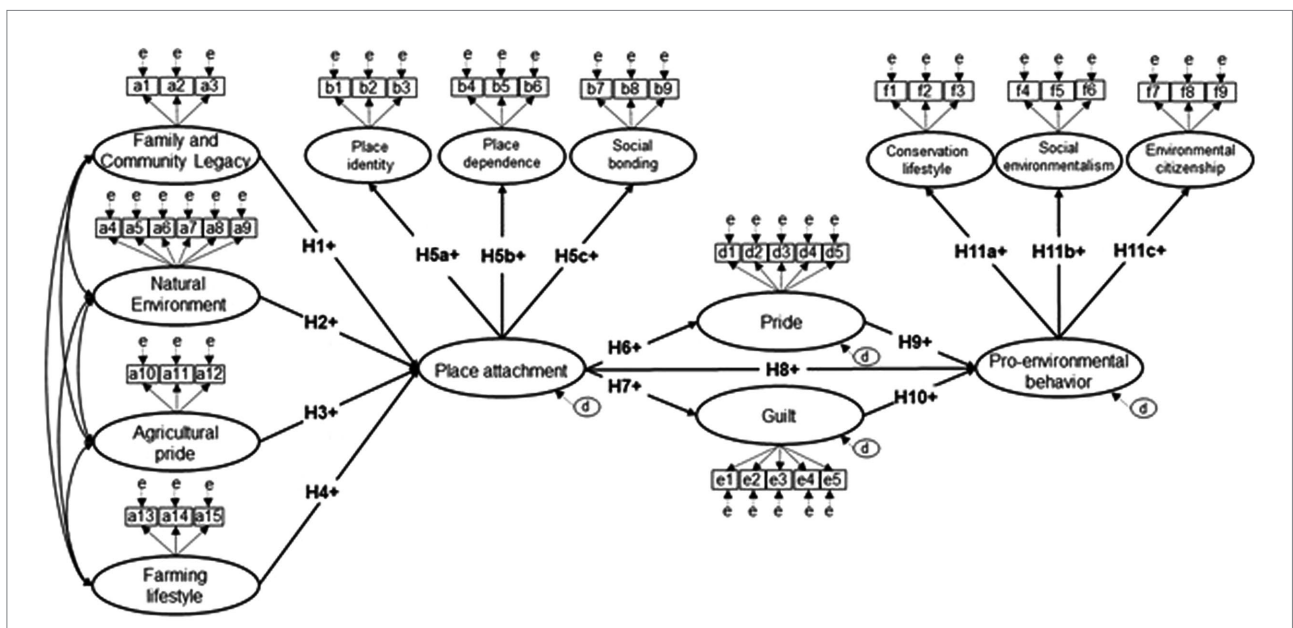 e e e
a1 a2 a3
Family and
Community Legacy
e e e e e e
a4 a5 a6 a7 a8 a9
Natural
Environment
e e e
a10 a11 a12
Agricultural
pride
e e e
a13 a14 a15
Farming
lifestyle
H1+
H2+
H3+
H4+
e e e
b1 b2 b3
Place
identity
e e e
b4 b5 b6
Place
dependence
e e e
b7 b8 b9
Social
bonding
H5a+
H5b+
H5c+
Place attachment
d
H6+
H7+
H8+
e e e e e
d1 d2 d3 d4 d5
Pride
d
Guilt
d
e1 e2 e3 e4 e5
e e e e e
H9+
H10+
e e e
f1 f2 f3
Conservation
lifestyle
e e e
f4 f5 f6
Social
environmentalism
e e e
f7 f8 f9
Environmental
citizenship
H11a+
H11b+
H11c+
Pro-environmental
behavior
d